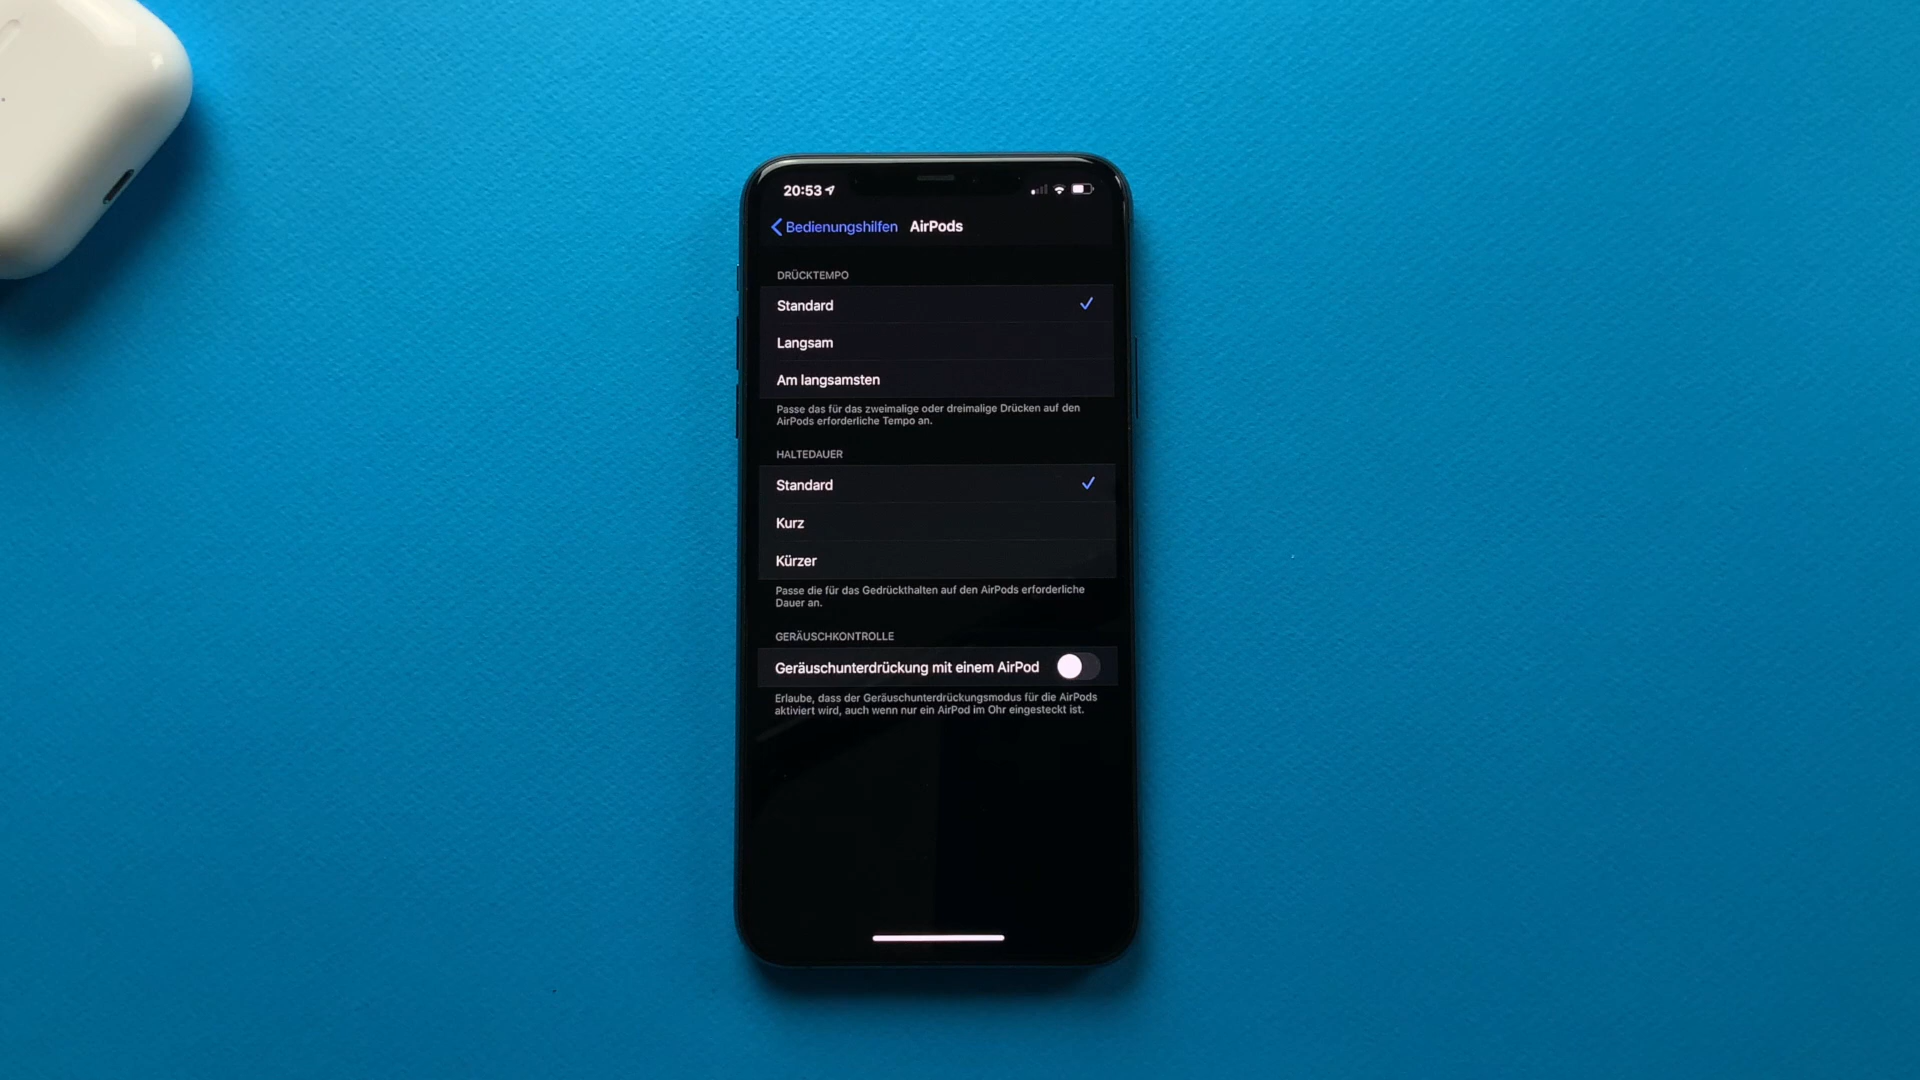 20:53
Bedienungshilfen AirPods
DRÜCKTEMPO
Standard
Langsam
Am langsamsten
Passe das für das zweimalige oder dreimalige Drücken auf den
AirPods erforderliche Tempo an.
HALTEDAUER
Standard
Kurz
Kürzer
Passe die für das Gedrückthalten auf den AirPods erforderliche
Dauer an.
GERÄUSCHKONTROLLE
Geräuschunterdrückung mit einem AirPod
Erlaube, dass der Geräuschunterdrückungsmodus für die AirPods
aktiviert wird, auch wenn nur ein AirPod im Ohr eingesteckt ist.